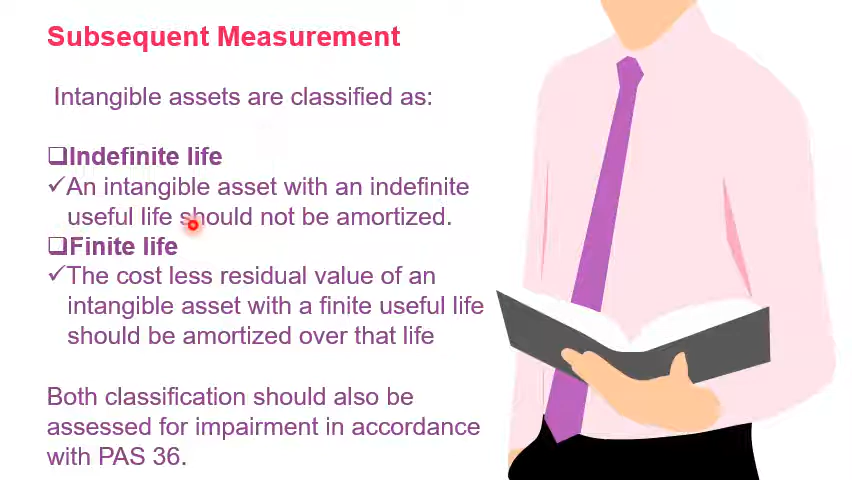 Subsequent Measurement
Intangible assets are classified as:
❑Indefinite life
✓An intangible asset with an indefinite
useful life should not be amortized.
❑Finite life
✓The cost less residual value of an
intangible asset with a finite useful life
should be amortized over that life
Both classification should also be
assessed for impairment in accordance
with PAS 36.